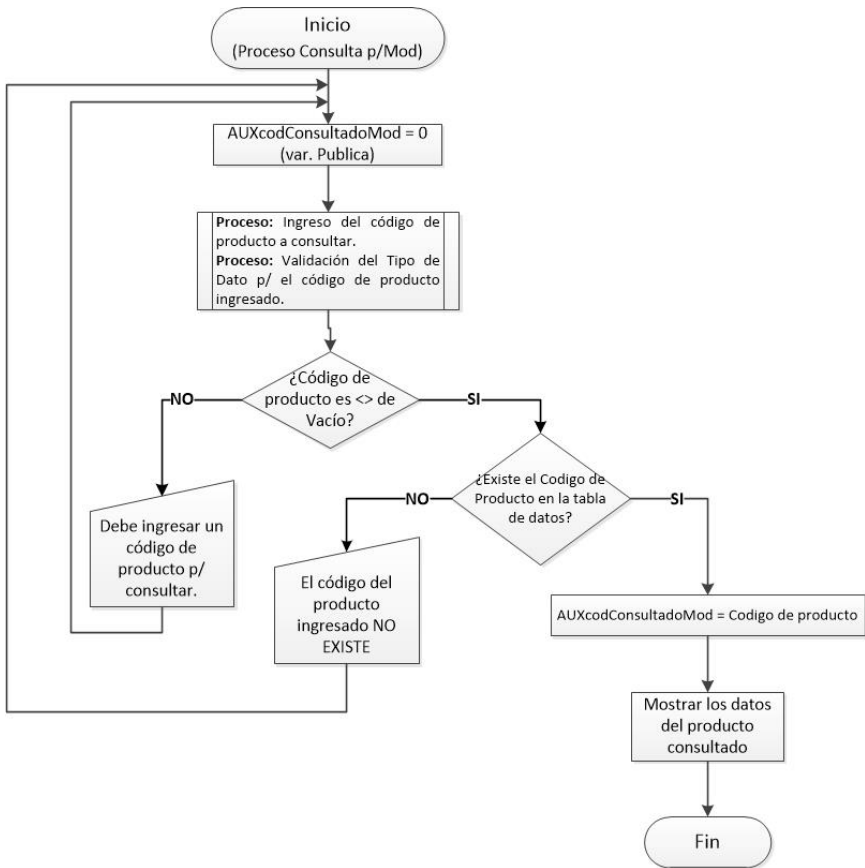 Inicio
(Proceso Consulta p/Mod)
AUXcodConsultadoMod = 0
(var. Publica)
Proceso: Ingreso del código de
producto a consultar.
Proceso: Validación del Tipo de
Dato p/ el código de producto
ingresado.
¿Código de
producto es <> de
Vacío?
NO
SI
Debe ingresar un
código de
producto p/
consultar.
¿Existe el Codigo de
Producto en la tabla
de datos?
NO
SI
El código del
producto
ingresado NO
EXISTE
AUXcodConsultadoMod = Codigo de producto
Mostrar los datos
del producto
consultado
Fin